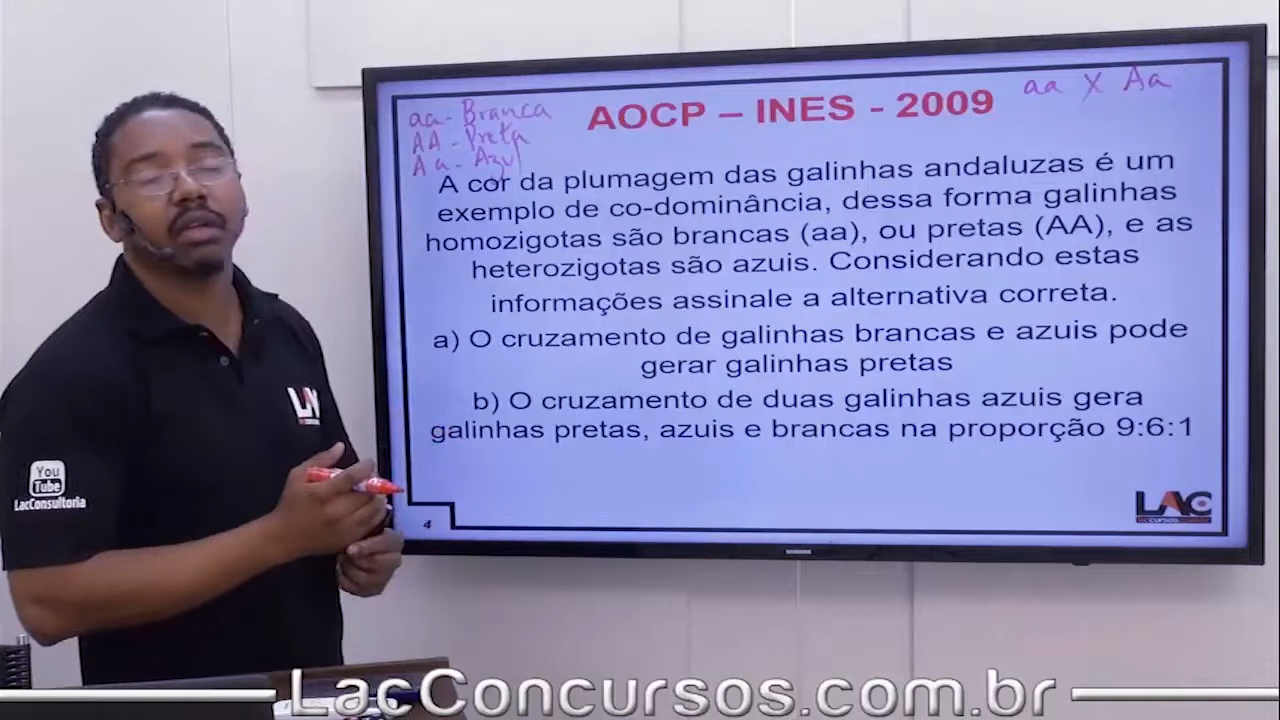 aa - Branca
AA - Preta
Aa - Azul
AOCP – INES - 2009
aa X Aa
A cor da plumagem das galinhas andaluzas é um
exemplo de co-dominância, dessa forma galinhas
homozigotas são brancas (aa), ou pretas (AA), e as
heterozigotas são azuis. Considerando estas
informações assinale a alternativa correta.
a) O cruzamento de galinhas brancas e azuis pode
gerar galinhas pretas
b) O cruzamento de duas galinhas azuis gera
galinhas pretas, azuis e brancas na proporção 9:6:1
4
LAC
CURSOS
SAMSUNG
You
Tube
LacConsultoria
LacConcursos.com.br